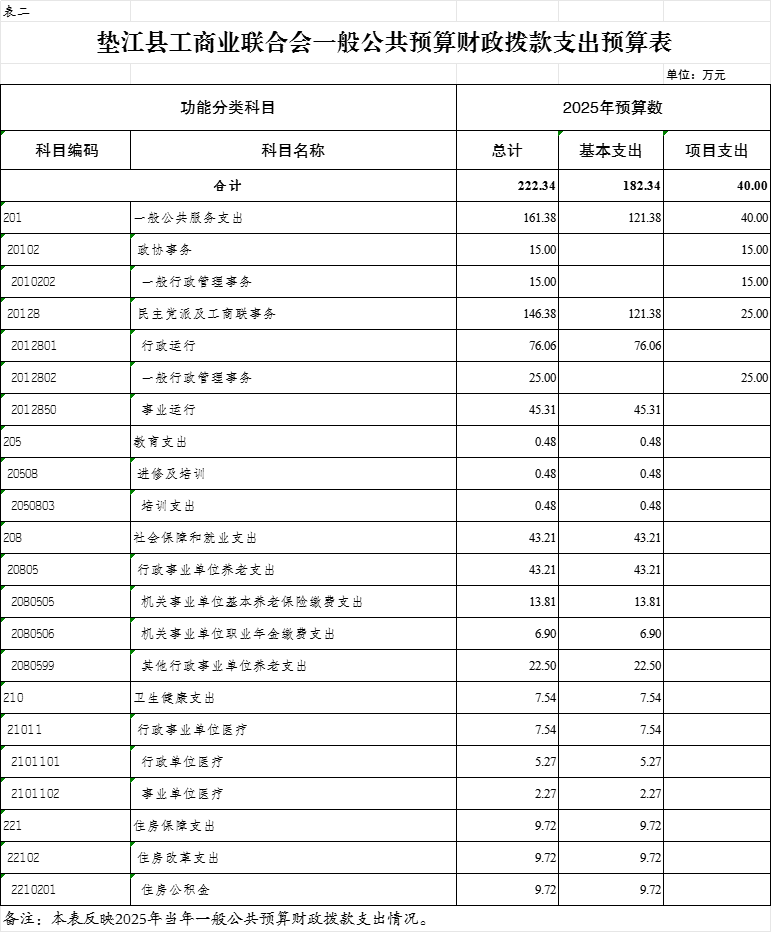 表二
垫江县工商业联合会一般公共预算财政拨款支出预算表
单位：万元
功能分类科目 2025年预算数
科目编码 科目名称 总计 基本支出 项目支出
合计 222.34 182.34 40.00
201 一般公共服务支出 161.38 121.38 40.00
20102 政协事务 15.00 15.00
2010202 一般行政管理事务 15.00 15.00
20128 民主党派及工商联事务 146.38 121.38 25.00
2012801 行政运行 76.06 76.06
2012802 一般行政管理事务 25.00 25.00
2012850 事业运行 45.31 45.31
205 教育支出 0.48 0.48
20508 进修及培训 0.48 0.48
2050803 培训支出 0.48 0.48
208 社会保障和就业支出 43.21 43.21
20805 行政事业单位养老支出 43.21 43.21
2080505 机关事业单位基本养老保险缴费支出 13.81 13.81
2080506 机关事业单位职业年金缴费支出 6.90 6.90
2080599 其他行政事业单位养老支出 22.50 22.50
210 卫生健康支出 7.54 7.54
21011 行政事业单位医疗 7.54 7.54
2101101 行政单位医疗 5.27 5.27
2101102 事业单位医疗 2.27 2.27
221 住房保障支出 9.72 9.72
22102 住房改革支出 9.72 9.72
2210201 住房公积金 9.72 9.72
备注：本表反映2025年当年一般公共预算财政拨款支出情况。